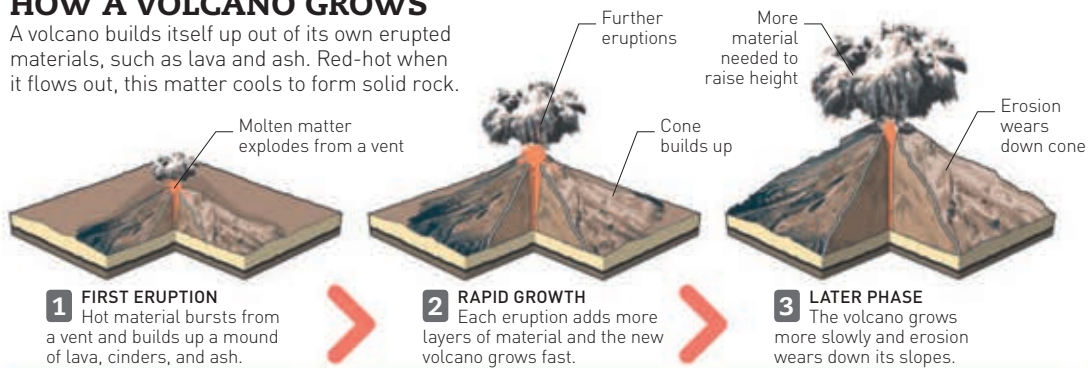 HOW A VOLCANO GROWS
A volcano builds itself up out of its own erupted
materials, such as lava and ash. Red-hot when
it flows out, this matter cools to form solid rock.
Molten matter
explodes from a vent
Further
eruptions
Cone
builds up
More
material
needed to
raise height
Erosion
wears
down cone
1 FIRST ERUPTION
Hot material bursts from
a vent and builds up a mound
of lava, cinders, and ash.
2 RAPID GROWTH
Each eruption adds more
layers of material and the new
volcano grows fast.
3 LATER PHASE
The volcano grows
more slowly and erosion
wears down its slopes.